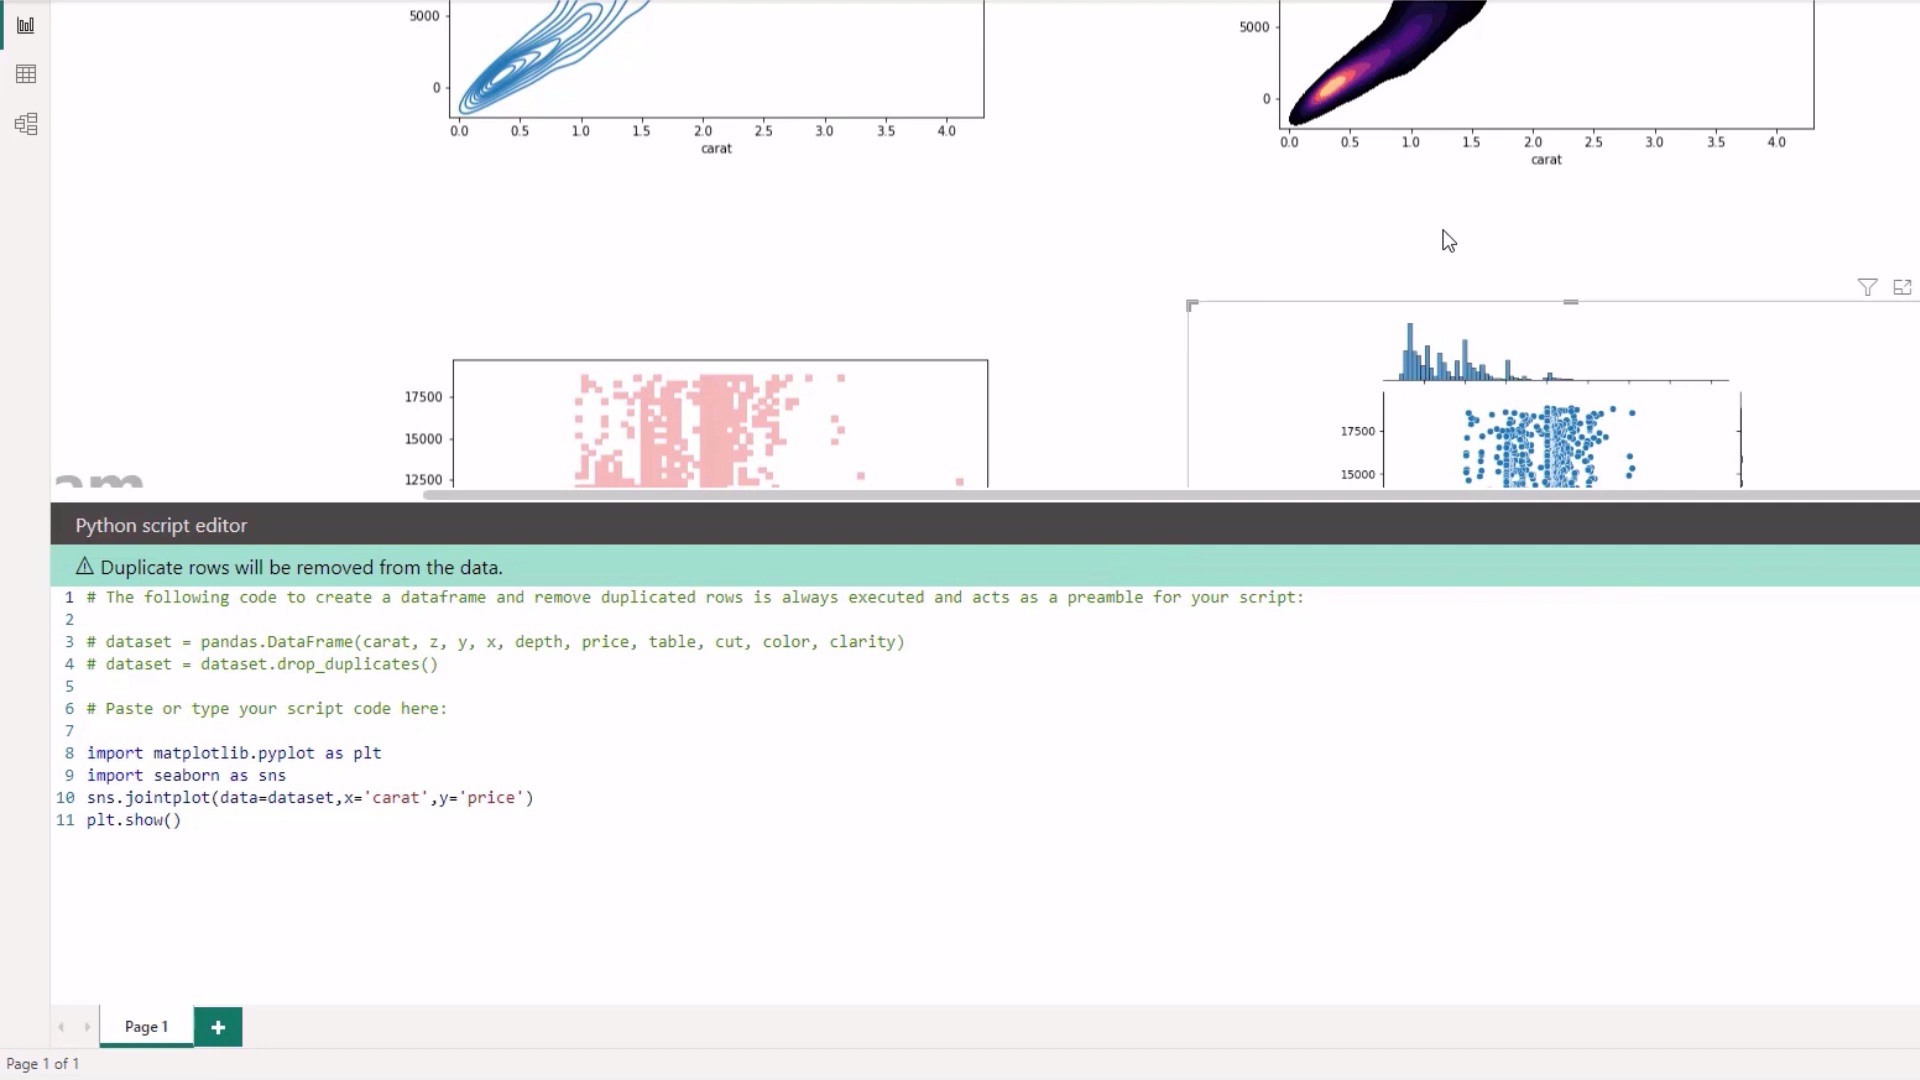 5000
0
0.0 0.5 1.0 1.5 2.0 2.5 3.0 3.5 4.0
carat
5000
0
0.0 0.5 1.0 1.5 2.0 2.5 3.0 3.5 4.0
carat
17500
15000
12500
17500
15000
Python script editor
Duplicate rows will be removed from the data.
1 # The following code to create a dataframe and remove duplicated rows is always executed and acts as a preamble for your script:
2
3 # dataset = pandas.DataFrame(carat, z, y, x, depth, price, table, cut, color, clarity)
4 # dataset = dataset.drop_duplicates()
5
6 # Paste or type your script code here:
7
8 import matplotlib.pyplot as plt
9 import seaborn as sns
10 sns.jointplot(data=dataset,x='carat',y='price')
11 plt.show()
Page 1
Page 1 of 1